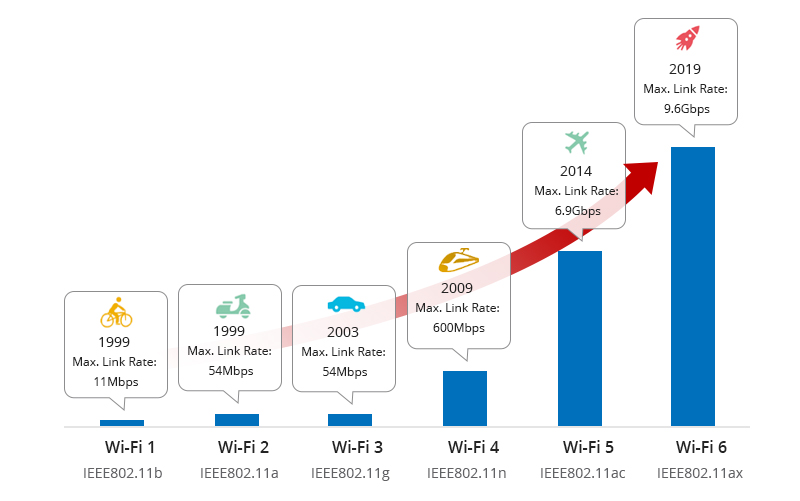 2019
Max. Link Rate:
9.6Gbps
2014
Max. Link Rate:
6.9Gbps
2009
Max. Link Rate:
600Mbps
1999
Max. Link Rate:
11Mbps
1999
Max. Link Rate:
54Mbps
2003
Max. Link Rate:
54Mbps
Wi-Fi 1 Wi-Fi 2 Wi-Fi 3 Wi-Fi 4 Wi-Fi 5 Wi-Fi 6
IEEE802.11b IEEE802.11a IEEE802.11g IEEE802.11n IEEE802.11ac IEEE802.11ax